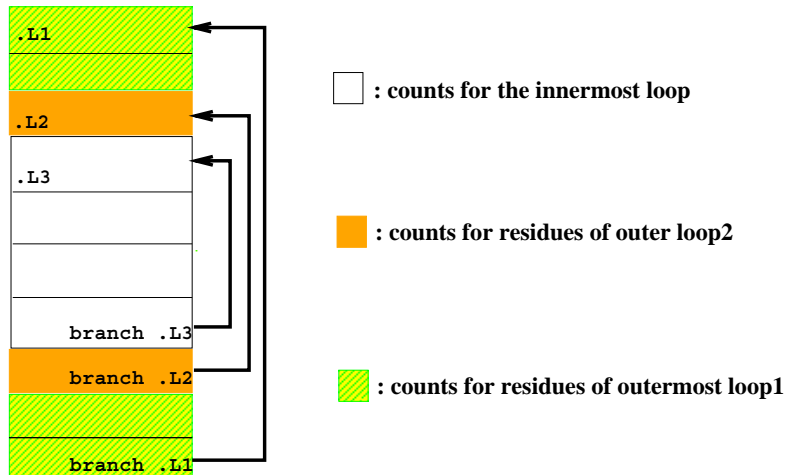 .L1
: counts for the innermost loop
.L2
.L3
: counts for residues of outer loop2
branch .L3
branch .L2
: counts for residues of outermost loop1
branch .L1